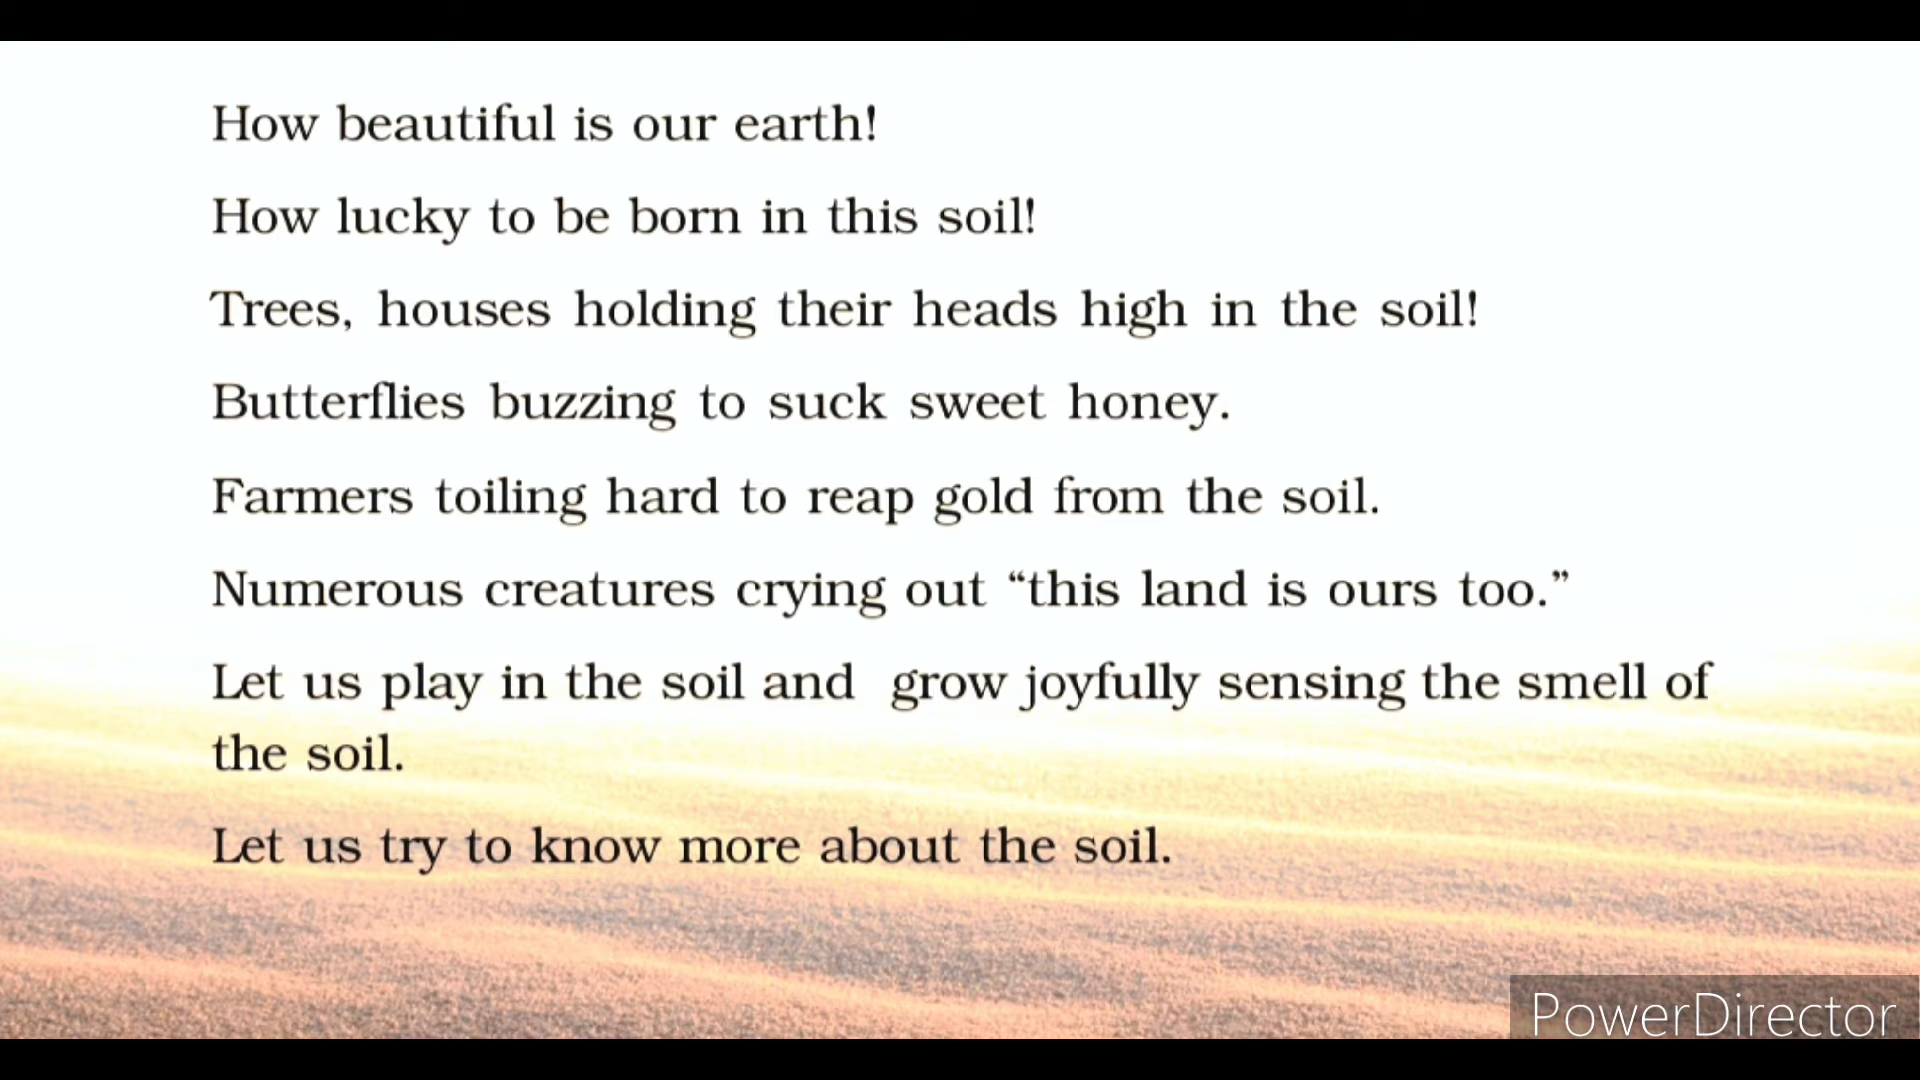 How beautiful is our earth!
How lucky to be born in this soil!
Trees, houses holding their heads high in the soil!
Butterflies buzzing to suck sweet honey.
Farmers toiling hard to reap gold from the soil.
Numerous creatures crying out “this land is ours too.”
Let us play in the soil and grow joyfully sensing the smell of
the soil.
Let us try to know more about the soil.
PowerDirector